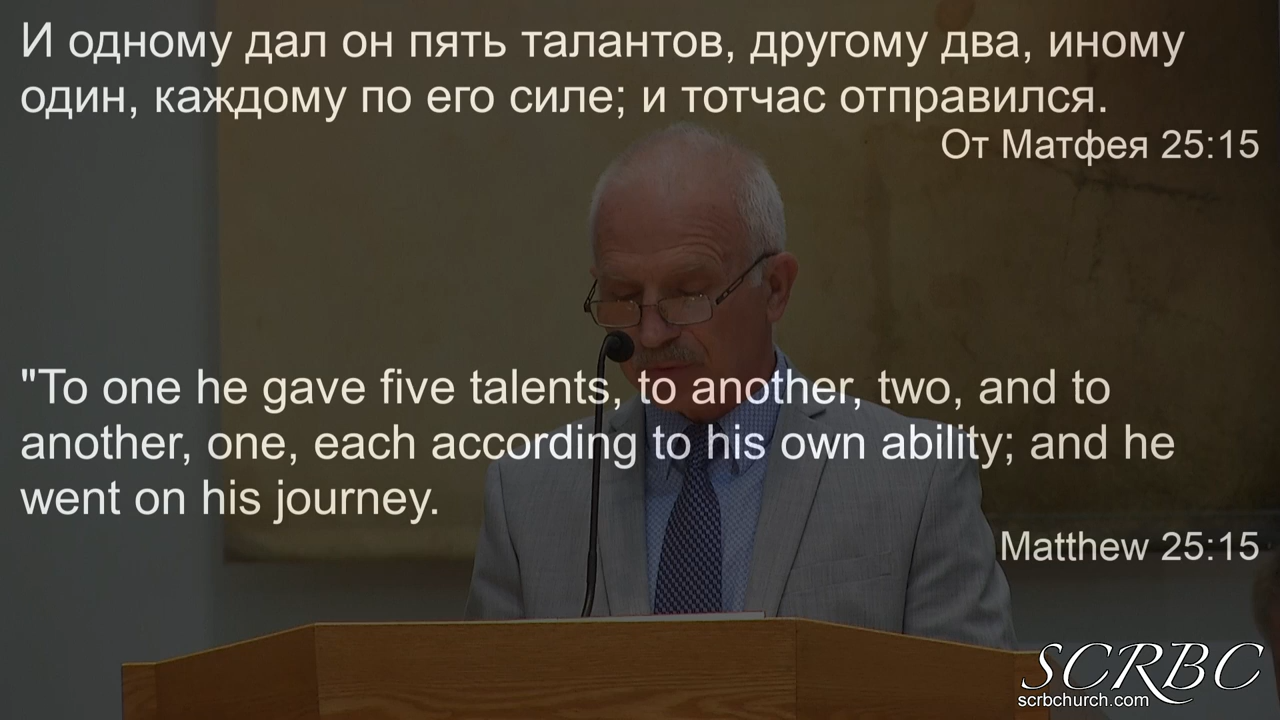 И одному дал он пять талантов, другому два, иному
один, каждому по его силе; и тотчас отправился.
От Матфея 25:15
"To one he gave five talents, to another, two, and to
another, one, each according to his own ability; and he
went on his journey.
Matthew 25:15
SCRBC
scrbchurch.com